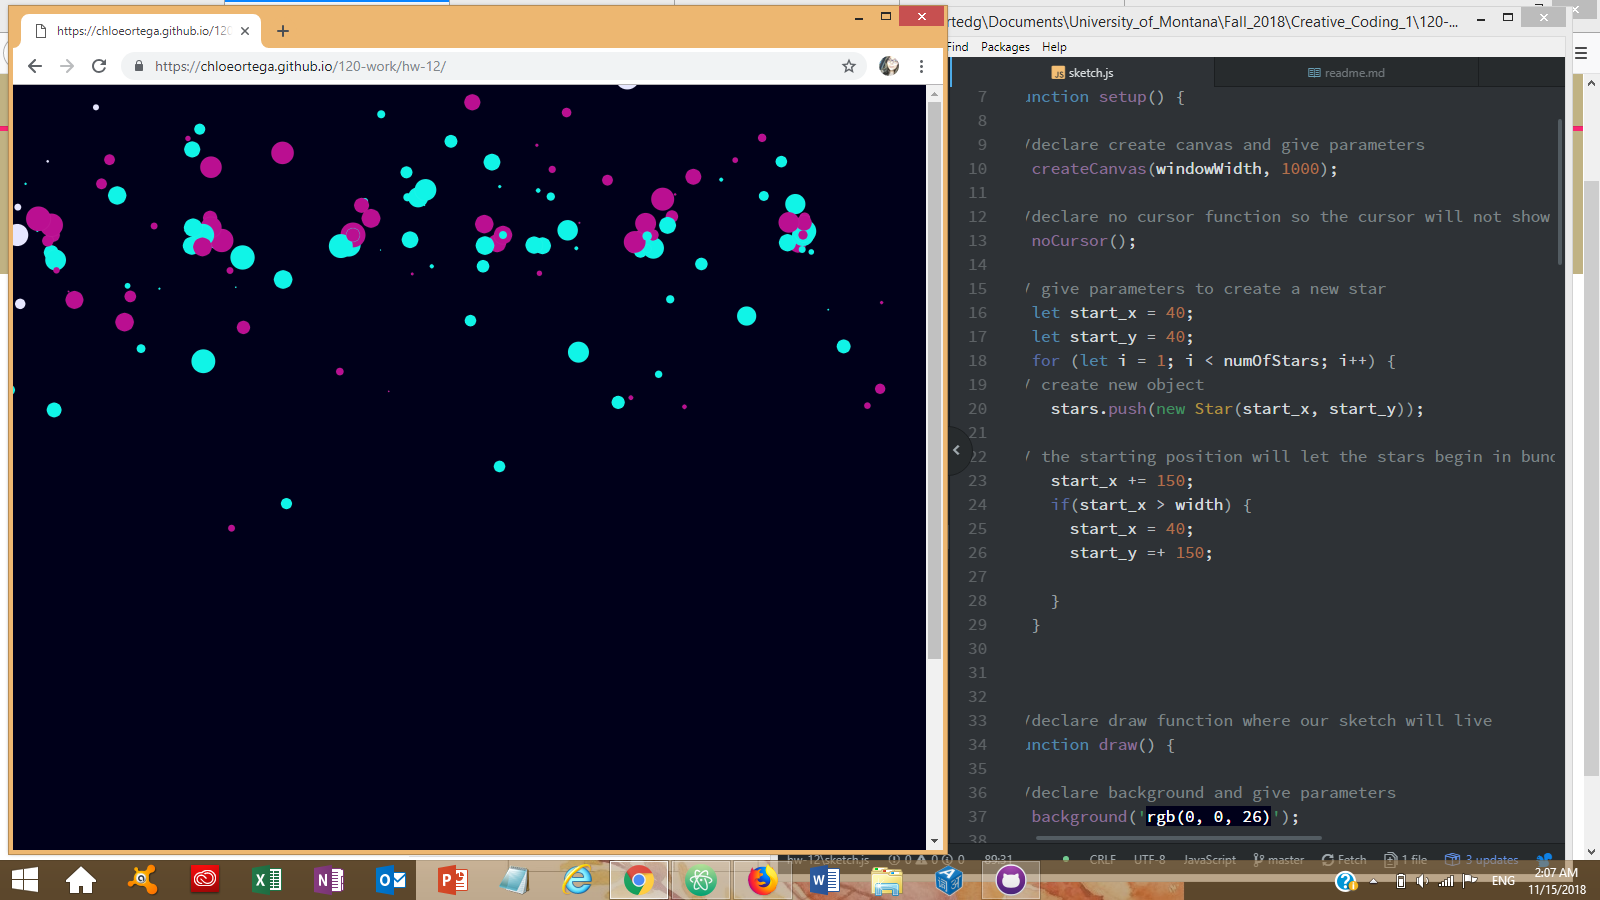 https://chloeortega.github.io/120
https://chloeortega.github.io/120-work/hw-12/
ortedg\Documents\University_of_Montana\Fall_2018\Creative_Coding_1\120-...
Find Packages Help
JS sketch.js
readme.md
7 unction setup() {
8
9 /declare create canvas and give parameters
10 createCanvas(windowWidth, 1000);
11
12 /declare no cursor function so the cursor will not show
13 noCursor();
14
15 / give parameters to create a new star
16 let start_x = 40;
17 let start_y = 40;
18 for (let i = 1; i < numOfStars; i++) {
19 / create new object
20 stars.push(new Star(start_x, start_y));
21
22 / the starting position will let the stars begin in bunc
23 start_x += 150;
24 if(start_x > width) {
25 start_x = 40;
26 start_y =+ 150;
27
28 }
29 }
30
31
32
33 /declare draw function where our sketch will live
34 unction draw() {
35
36 /declare background and give parameters
37 background('rgb(0, 0, 26)');
38
hw-12\sketch.js 0 0 0 89:31 CRLF UTF-8 JavaScript master Fetch 1 file 3 updates
ENG
2:07 AM
11/15/2018